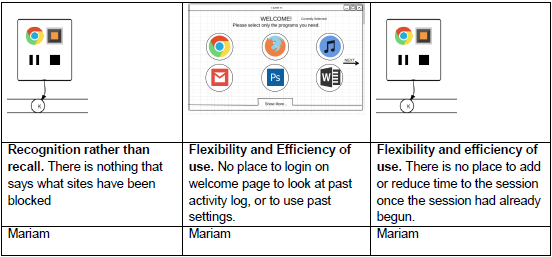 K
WELCOME!
Currently Selected
Please select only the programs you need.
NEXT
Ps
W
Show More...
K
Recognition rather than
recall. There is nothing that
says what sites have been
blocked
Flexibility and Efficiency of
use. No place to login on
welcome page to look at past
activity log, or to use past
settings.
Flexibility and efficiency of
use. There is no place to add
or reduce time to the session
once the session had already
begun.
Mariam
Mariam
Mariam